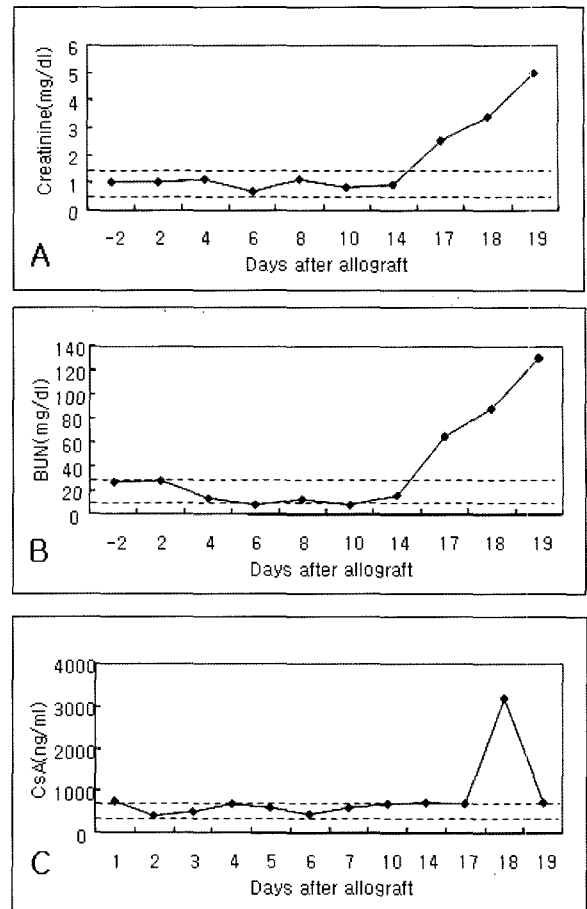 6
5
4
3
2
1
0
Creatinine(mg/dl)
-2 2 4 6 8 10 14 17 18 19
Days after allograft
A
140
120
100
80
60
40
20
0
BUN(mg/dl)
-2 2 4 6 8 10 14 17 18 19
Days after allograft
B
4000
3000
2000
1000
0
CsA(ng/ml)
1 2 3 4 5 6 7 10 14 17 18 19
Days after allograft
C